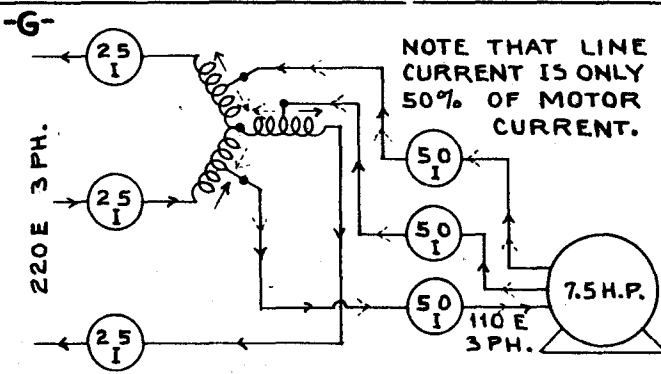 -G-
NOTE THAT LINE
CURRENT IS ONLY
50% OF MOTOR
CURRENT.
25
I
220 E 3 PH.
25
I
25
I
50
I
50
I
50
I
110 E
3 PH.
7.5 H.P.